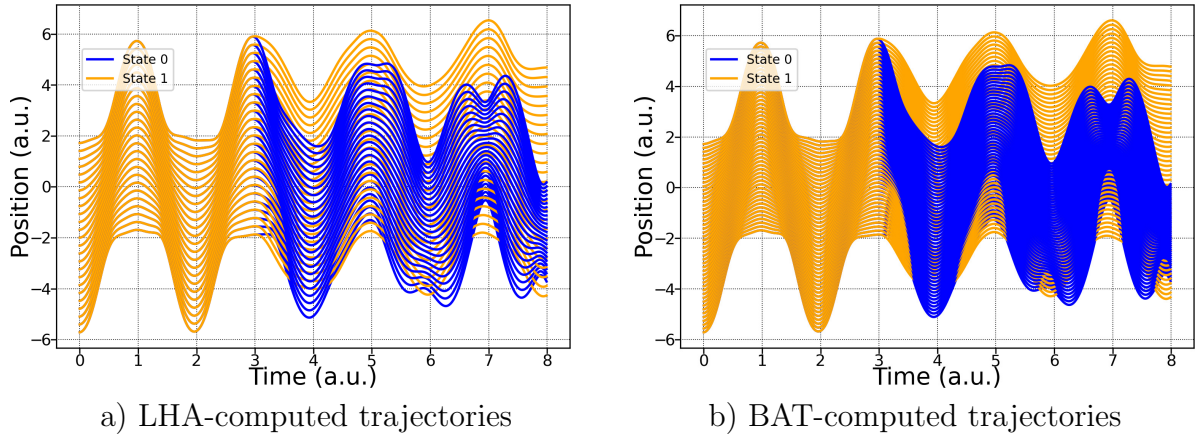 6
4
2
0
−2
−4
−6
Position (a.u.)
State 0
State 1
0 1 2 3 4 5 6 7 8
Time (a.u.)
a) LHA-computed trajectories
6
4
2
0
−2
−4
−6
Position (a.u.)
State 0
State 1
0 1 2 3 4 5 6 7 8
Time (a.u.)
b) BAT-computed trajectories